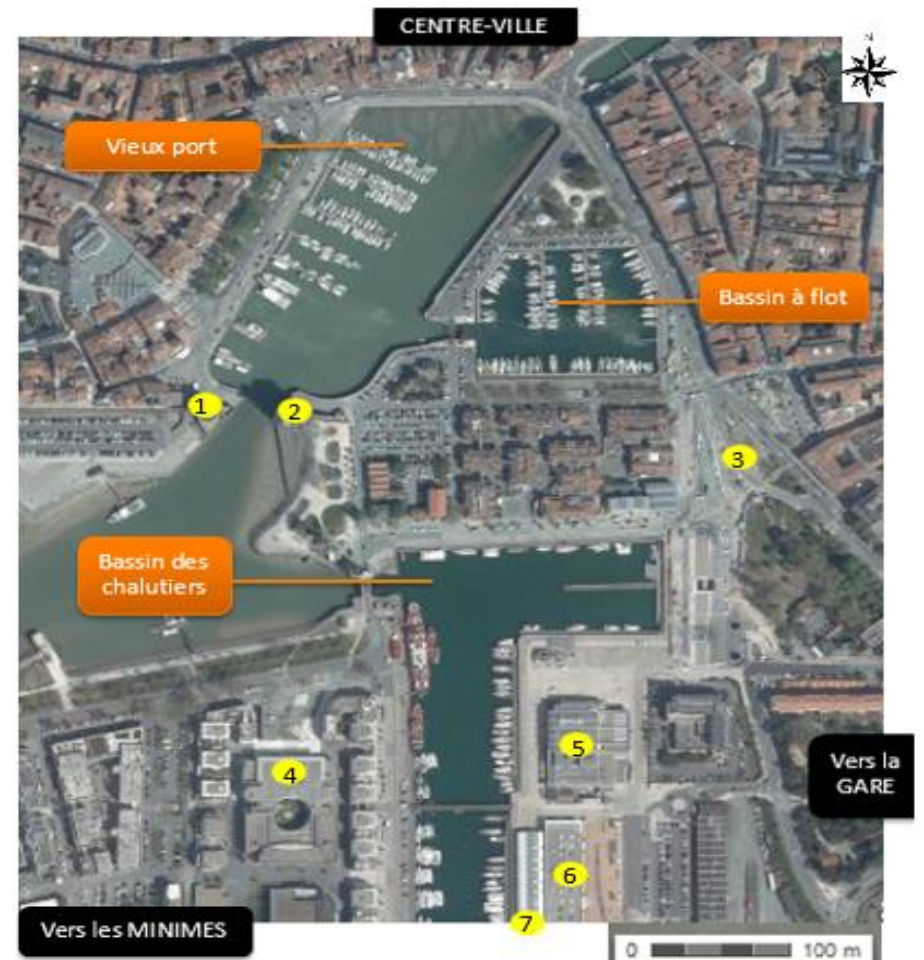 CENTRE-VILLE
N
Vieux port
Bassin à flot
1
2
3
Bassin des
chalutiers
5
4
Vers la
GARE
6
7
Vers les MINIMES
0 100 m